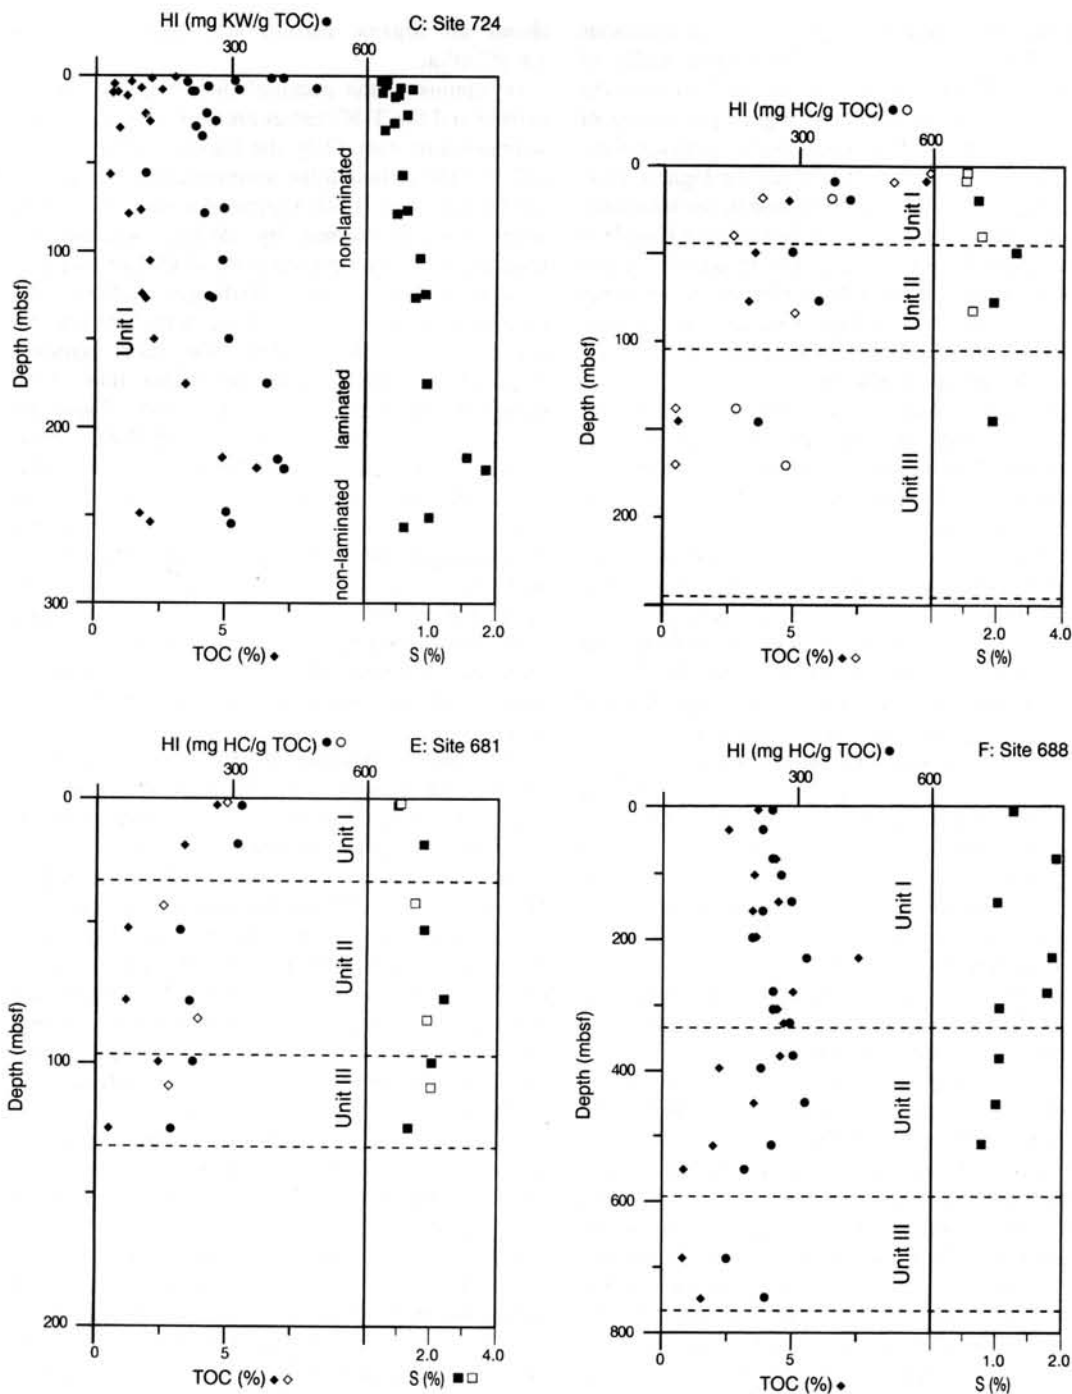 HI (mg KW/g TOC) ● C: Site 724
300 600
0
100
200
300
Depth (mbsf)
Unit I
non-laminated
laminated
non-laminated
0 5 1.0 2.0
TOC (%) ◆ S (%)
HI (mg HC/g TOC) ● ○
300 600
0
100
200
Depth (mbsf)
Unit I
Unit II
Unit III
0 5 2.0 4.0
TOC (%) ◆ ◇ S (%)
HI (mg HC/g TOC) ● ○ E: Site 681
300 600
0
100
200
Depth (mbsf)
Unit I
Unit II
Unit III
0 5 2.0 4.0
TOC (%) ◆ ◇ S (%) ■ □
HI (mg HC/g TOC) ● F: Site 688
300 600
0
200
400
600
800
Depth (mbsf)
Unit I
Unit II
Unit III
0 5 1.0 2.0
TOC (%) ◆ S (%)